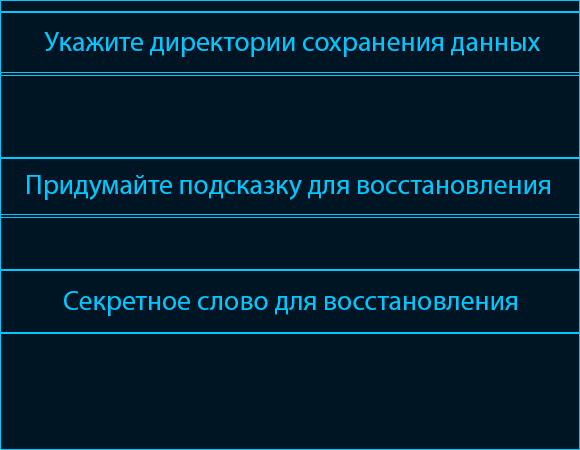 Укажите директории сохранения данных
Придумайте подсказку для восстановления
Секретное слово для восстановления